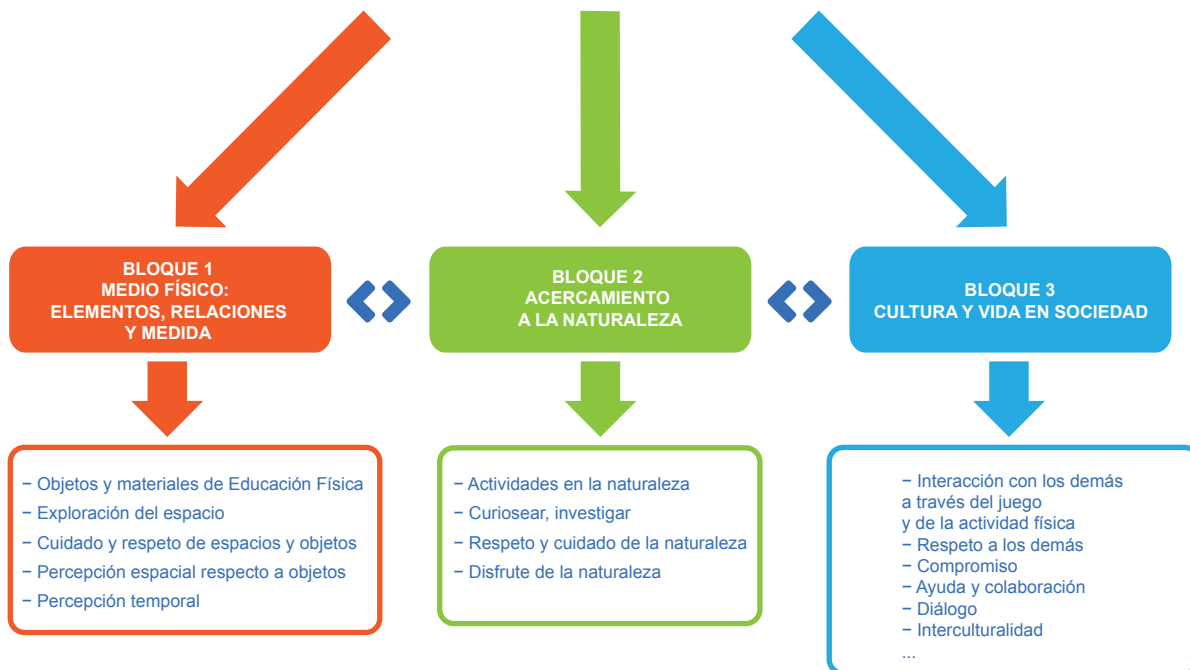 BLOQUE 1
MEDIO FÍSICO:
ELEMENTOS, RELACIONES
Y MEDIDA
BLOQUE 2
ACERCAMIENTO
A LA NATURALEZA
BLOQUE 3
CULTURA Y VIDA EN SOCIEDAD
− Objetos y materiales de Educación Física
− Exploración del espacio
− Cuidado y respeto de espacios y objetos
− Percepción espacial respecto a objetos
− Percepción temporal
− Actividades en la naturaleza
− Curiosear, investigar
− Respeto y cuidado de la naturaleza
− Disfrute de la naturaleza
− Interacción con los demás
a través del juego
y de la actividad física
− Respeto a los demás
− Compromiso
− Ayuda y colaboración
− Diálogo
− Interculturalidad
...